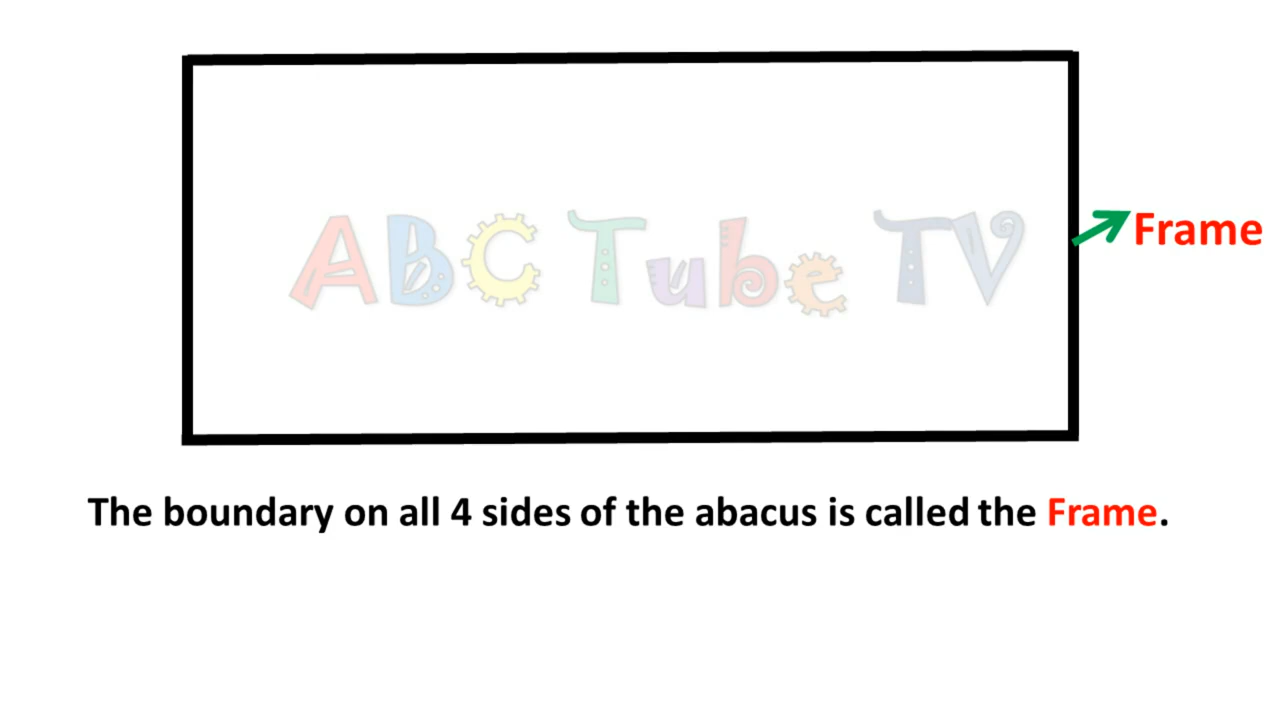 ABC Tube TV
Frame
The boundary on all 4 sides of the abacus is called the Frame.